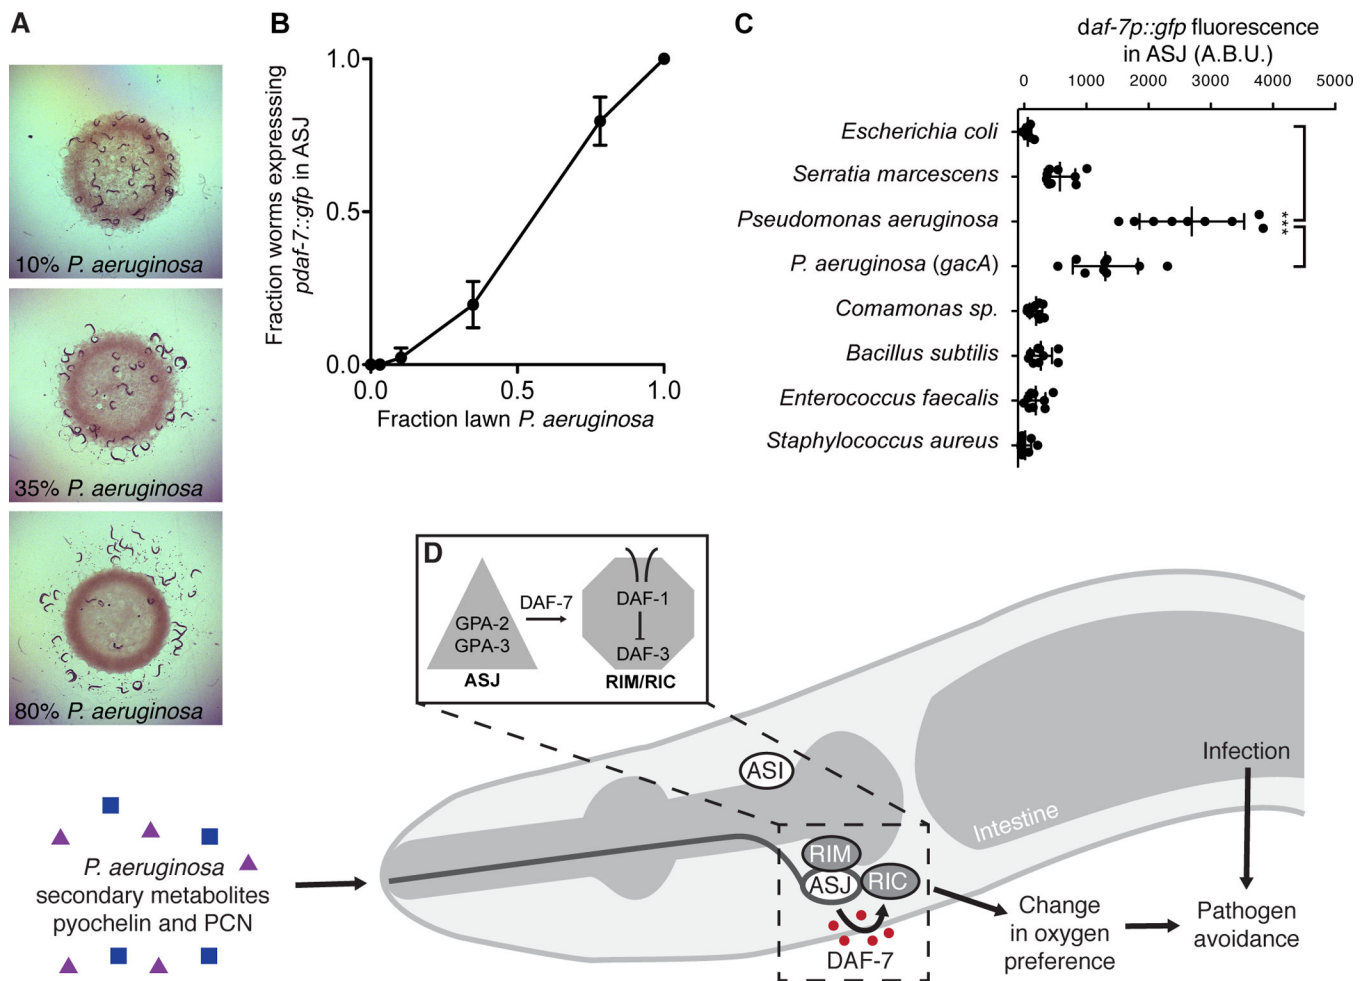 A
10% P. aeruginosa
35% P. aeruginosa
80% P. aeruginosa
B
Fraction worms expresssing
pdaf-7::gfp in ASJ
1.0
0.5
0.0
0.0
0.5
1.0
Fraction lawn P. aeruginosa
C
daf-7p::gfp fluorescence
in ASJ (A.B.U.)
0
1000
2000
3000
4000
5000
Escherichia coli
Serratia marcescens
Pseudomonas aeruginosa
P. aeruginosa (gacA)
Comamonas sp.
Bacillus subtilis
Enterococcus faecalis
Staphylococcus aureus
***
D
GPA-2
GPA-3
ASJ
DAF-7
DAF-1
DAF-3
RIM/RIC
P. aeruginosa
secondary metabolites
pyochelin and PCN
ASI
RIM
ASJ
RIC
DAF-7
Intestine
Change
in oxygen
preference
Infection
Pathogen
avoidance